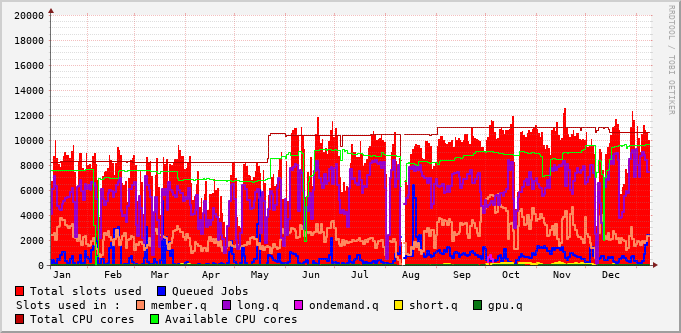 RRDTOOL / TOBI OETIKER
20000
18000
16000
14000
12000
10000
8000
6000
4000
2000
0
Jan Feb Mar Apr May Jun Jul Aug Sep Oct Nov Dec
Total slots used Queued Jobs
Slots used in : member.q long.q ondemand.q short.q gpu.q
Total CPU cores Available CPU cores